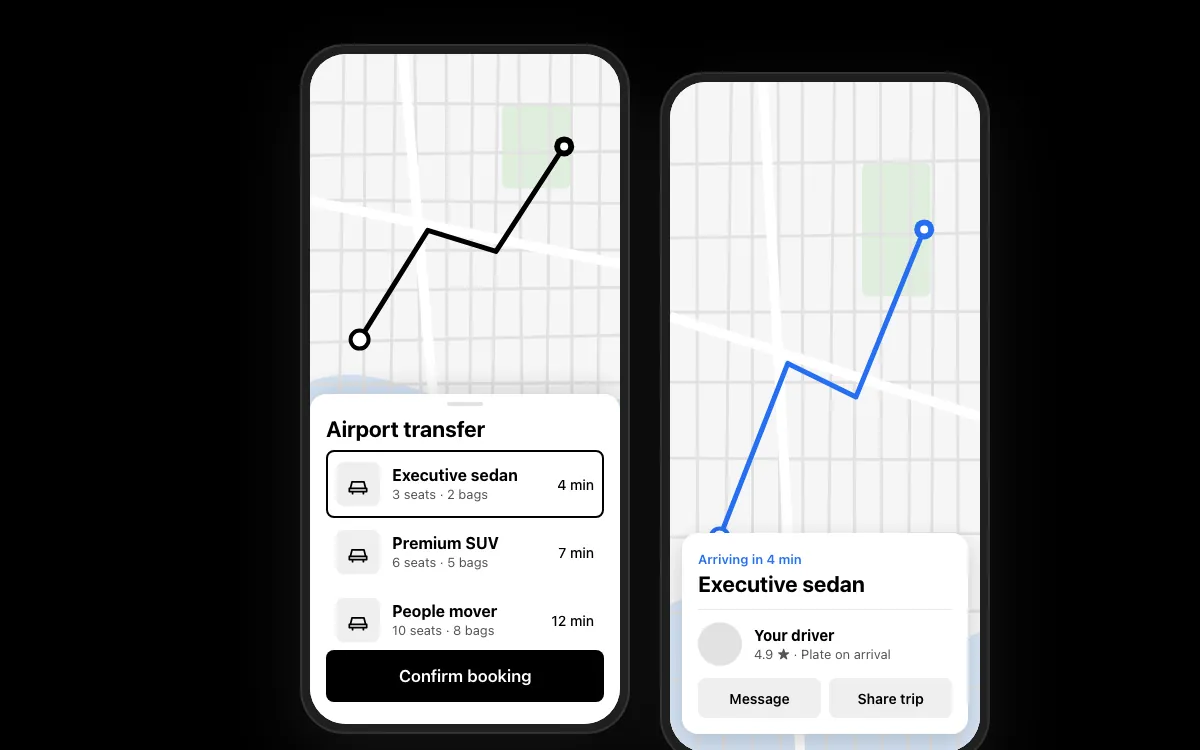 Airport transfer
Executive sedan
3 seats · 2 bags
4 min
Premium SUV
6 seats · 5 bags
7 min
People mover
10 seats · 8 bags
12 min
Confirm booking
Arriving in 4 min
Executive sedan
Your driver
4.9 ★ · Plate on arrival
Message
Share trip